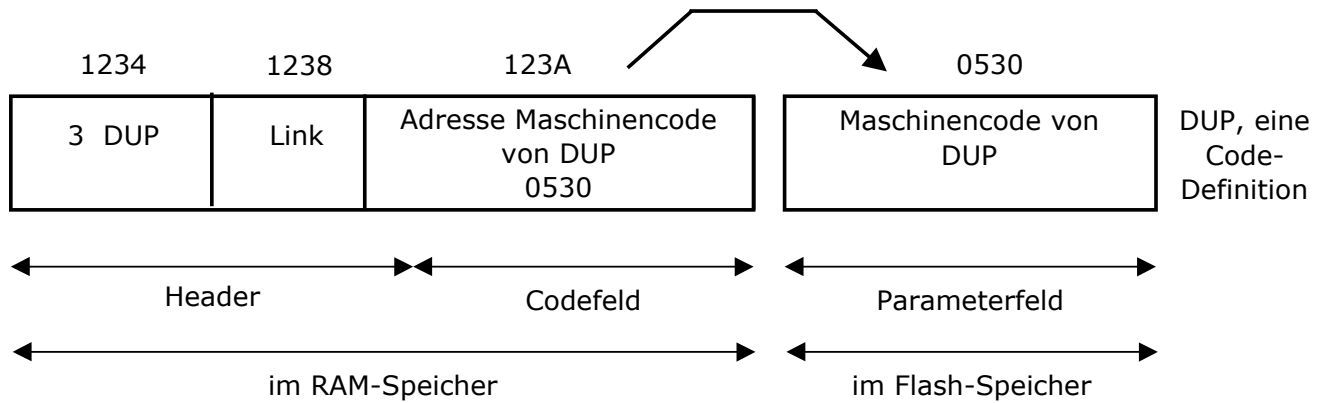 1234 1238 123A 0530
3 DUP
Link
Adresse Maschinencode
von DUP
0530
Maschinencode von
DUP
DUP, eine
Code-
Definition
Header
Codefeld
Parameterfeld
im RAM-Speicher
im Flash-Speicher